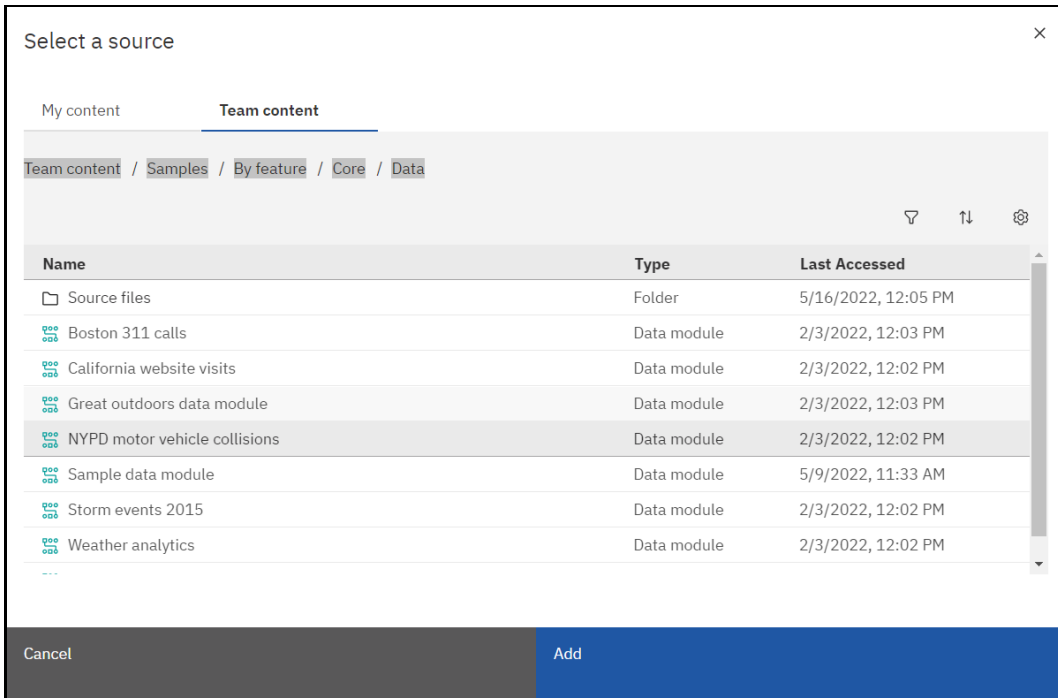 Select a source
My content Team content
Team content / Samples / By feature / Core / Data
Name Type Last Accessed
Source files Folder 5/16/2022, 12:05 PM
Boston 311 calls Data module 2/3/2022, 12:03 PM
California website visits Data module 2/3/2022, 12:02 PM
Great outdoors data module Data module 2/3/2022, 12:03 PM
NYPD motor vehicle collisions Data module 2/3/2022, 12:02 PM
Sample data module Data module 5/9/2022, 11:33 AM
Storm events 2015 Data module 2/3/2022, 12:02 PM
Weather analytics Data module 2/3/2022, 12:02 PM
Cancel Add